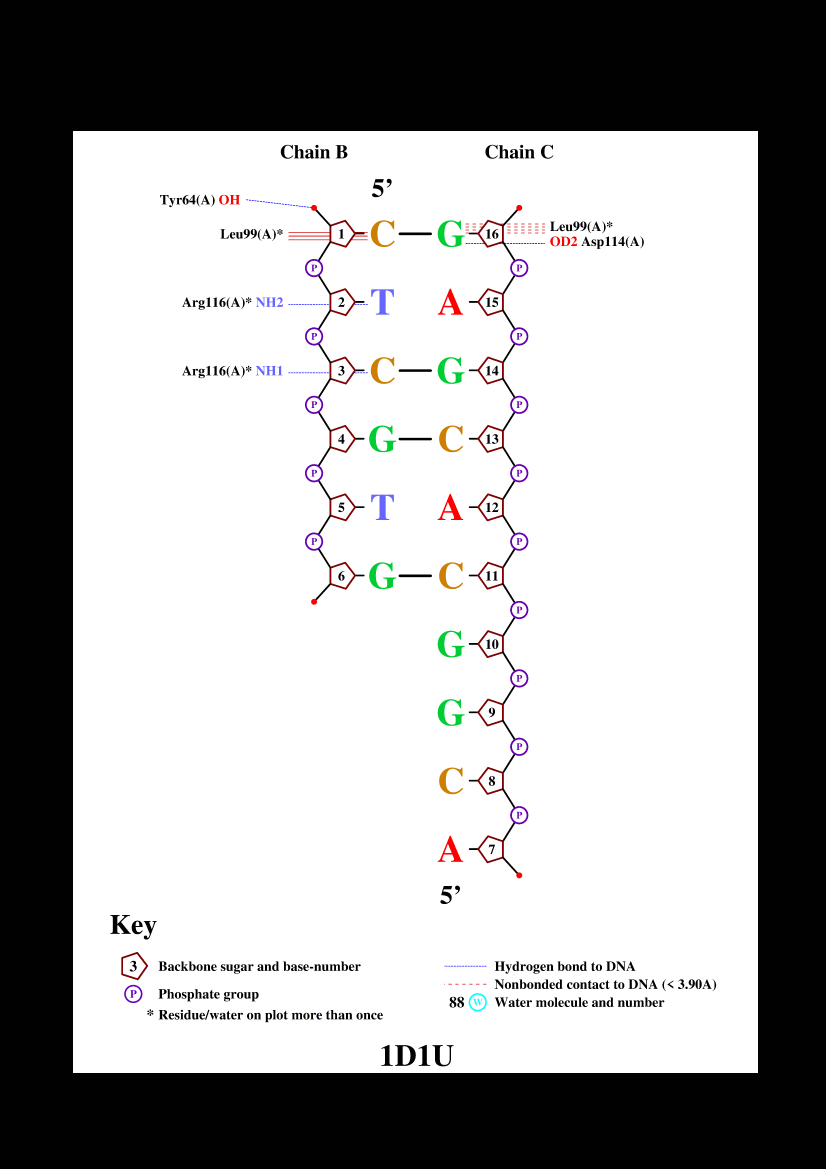 Chain B Chain C
5’
Tyr64(A) OH
Leu99(A)* 1 C G 16 Leu99(A)*
OD2 Asp114(A)
P P
Arg116(A)* NH2 2 T A 15
P P
Arg116(A)* NH1 3 C G 14
P P
4 G C 13
P P
5 T A 12
P P
6 G C 11
P
G 10
P
G 9
P
C 8
P
A 7
5’
Key
3 Backbone sugar and base-number
P Phosphate group
* Residue/water on plot more than once
Hydrogen bond to DNA
Nonbonded contact to DNA (< 3.90A)
88 W Water molecule and number
1D1U